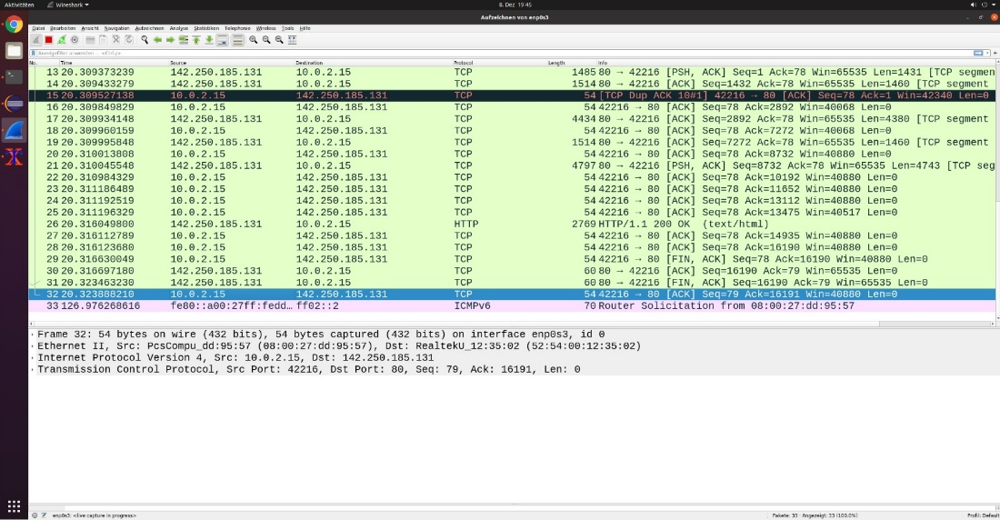 Aktivitäten Wireshark 8. Dez 19:45
Aufzeichnen von enp0s3
Datei Bearbeiten Ansicht Navigation Aufzeichnen Analyse Statistiken Telephonie Wireless Tools Hilfe
Anzeigefilter anwenden … <Ctrl-/>
No. Time Source Destination Protocol Length Info
13 20.309373239 142.250.185.131 10.0.2.15 TCP 1485 80 → 42216 [PSH, ACK] Seq=1 Ack=78 Win=65535 Len=1431 [TCP segment
14 20.309433279 142.250.185.131 10.0.2.15 TCP 1514 80 → 42216 [ACK] Seq=1432 Ack=78 Win=65535 Len=1460 [TCP segment
15 20.309527138 10.0.2.15 142.250.185.131 TCP 54 [TCP Dup ACK 10#1] 42216 → 80 [ACK] Seq=78 Ack=1 Win=42340 Len=0
16 20.309849829 10.0.2.15 142.250.185.131 TCP 54 42216 → 80 [ACK] Seq=78 Ack=2892 Win=40068 Len=0
17 20.309934148 142.250.185.131 10.0.2.15 TCP 4434 80 → 42216 [ACK] Seq=2892 Ack=78 Win=65535 Len=4380 [TCP segment
18 20.309960159 10.0.2.15 142.250.185.131 TCP 54 42216 → 80 [ACK] Seq=78 Ack=7272 Win=40068 Len=0
19 20.309995848 142.250.185.131 10.0.2.15 TCP 1514 80 → 42216 [ACK] Seq=7272 Ack=78 Win=65535 Len=1460 [TCP segment
20 20.310013808 10.0.2.15 142.250.185.131 TCP 54 42216 → 80 [ACK] Seq=78 Ack=8732 Win=40880 Len=0
21 20.310045548 142.250.185.131 10.0.2.15 TCP 4797 80 → 42216 [PSH, ACK] Seq=8732 Ack=78 Win=65535 Len=4743 [TCP seg
22 20.310984329 10.0.2.15 142.250.185.131 TCP 54 42216 → 80 [ACK] Seq=78 Ack=10192 Win=40880 Len=0
23 20.311186489 10.0.2.15 142.250.185.131 TCP 54 42216 → 80 [ACK] Seq=78 Ack=11652 Win=40880 Len=0
24 20.311192519 10.0.2.15 142.250.185.131 TCP 54 42216 → 80 [ACK] Seq=78 Ack=13112 Win=40880 Len=0
25 20.311196329 10.0.2.15 142.250.185.131 TCP 54 42216 → 80 [ACK] Seq=78 Ack=13475 Win=40517 Len=0
26 20.316049800 142.250.185.131 10.0.2.15 HTTP 2769 HTTP/1.1 200 OK (text/html)
27 20.316112789 10.0.2.15 142.250.185.131 TCP 54 42216 → 80 [ACK] Seq=78 Ack=14935 Win=40880 Len=0
28 20.316123680 10.0.2.15 142.250.185.131 TCP 54 42216 → 80 [ACK] Seq=78 Ack=16190 Win=40880 Len=0
29 20.316630049 10.0.2.15 142.250.185.131 TCP 54 42216 → 80 [FIN, ACK] Seq=78 Ack=16190 Win=40880 Len=0
30 20.316697180 142.250.185.131 10.0.2.15 TCP 60 80 → 42216 [ACK] Seq=16190 Ack=79 Win=65535 Len=0
31 20.323463230 142.250.185.131 10.0.2.15 TCP 60 80 → 42216 [FIN, ACK] Seq=16190 Ack=79 Win=65535 Len=0
32 20.323888210 10.0.2.15 142.250.185.131 TCP 54 42216 → 80 [ACK] Seq=79 Ack=16191 Win=40880 Len=0
33 126.976268616 fe80::a00:27ff:fedd… ff02::2 ICMPv6 70 Router Solicitation from 08:00:27:dd:95:57
Frame 32: 54 bytes on wire (432 bits), 54 bytes captured (432 bits) on interface enp0s3, id 0
Ethernet II, Src: PcsCompu_dd:95:57 (08:00:27:dd:95:57), Dst: RealtekU_12:35:02 (52:54:00:12:35:02)
Internet Protocol Version 4, Src: 10.0.2.15, Dst: 142.250.185.131
Transmission Control Protocol, Src Port: 42216, Dst Port: 80, Seq: 79, Ack: 16191, Len: 0
enp0s3: <live capture in progress> Pakete: 33 · Angezeigt: 33 (100.0%) Profil: Default